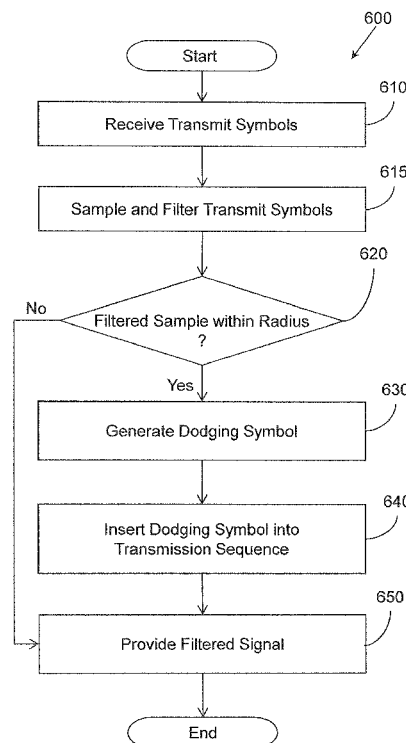 600
Start
610
Receive Transmit Symbols
615
Sample and Filter Transmit Symbols
620
No
Filtered Sample within Radius
?
Yes
630
Generate Dodging Symbol
640
Insert Dodging Symbol into
Transmission Sequence
650
Provide Filtered Signal
End